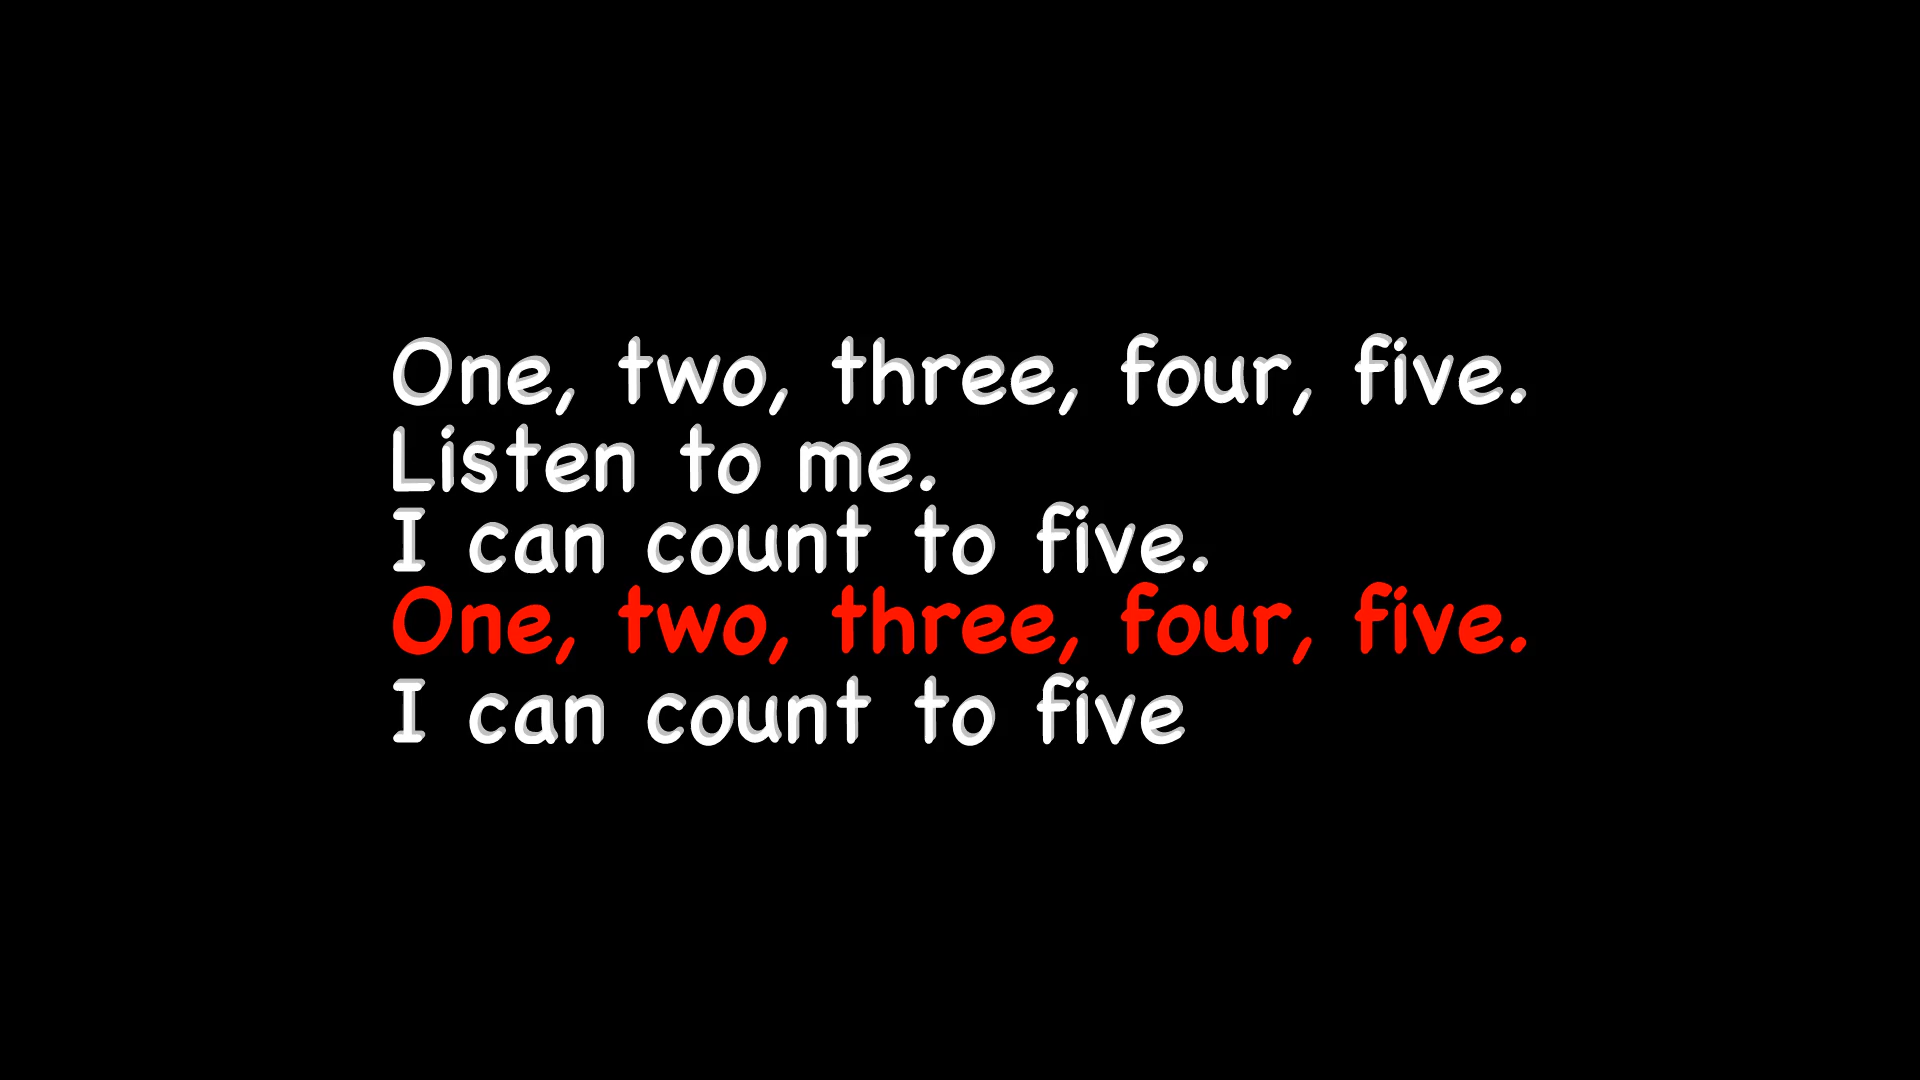 One, two, three, four, five.
Listen to me.
I can count to five.
One, two, three, four, five.
I can count to five